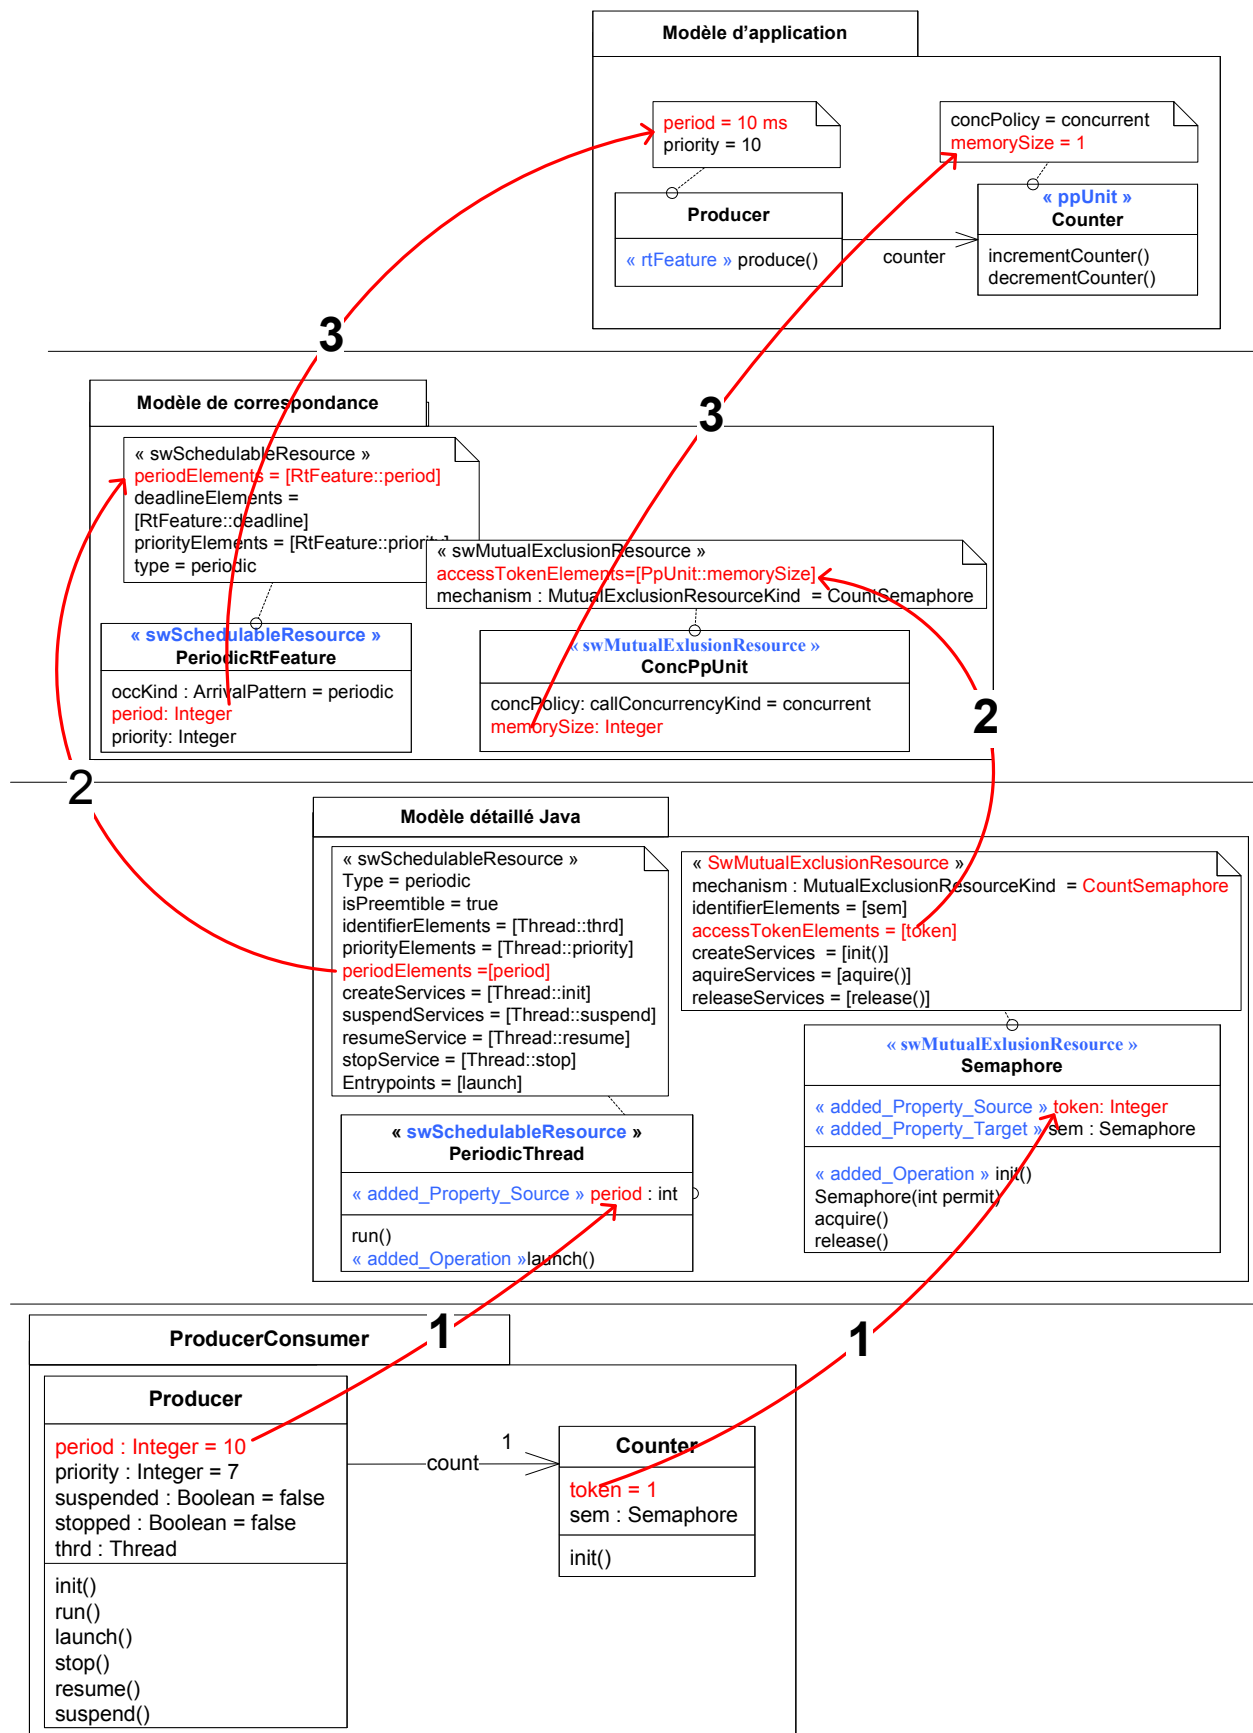 Modèle d'application
period = 10 ms
priority = 10
concPolicy = concurrent
memorySize = 1
Producer
« rtFeature » produce()
counter
« ppUnit »
Counter
incrementCounter()
decrementCounter()
3
3
Modèle de correspondance
« swSchedulableResource »
periodElements = [RtFeature::period]
deadlineElements =
[RtFeature::deadline]
priorityElements = [RtFeature::priority]
type = periodic
« swMutualExclusionResource »
accessTokenElements=[PpUnit::memorySize]
mechanism : MutualExclusionResourceKind = CountSemaphore
« swSchedulableResource »
PeriodicRtFeature
occKind : ArrivalPattern = periodic
period: Integer
priority: Integer
« swMutualExlusionResource »
ConcPpUnit
concPolicy: callConcurrencyKind = concurrent
memorySize: Integer
2
2
Modèle détaillé Java
« swSchedulableResource »
Type = periodic
isPreemtible = true
identifierElements = [Thread::thrd]
priorityElements = [Thread::priority]
periodElements =[period]
createServices = [Thread::init]
suspendServices = [Thread::suspend]
resumeService = [Thread::resume]
stopService = [Thread::stop]
Entrypoints = [launch]
« SwMutualExclusionResource »
mechanism : MutualExclusionResourceKind = CountSemaphore
identifierElements = [sem]
accessTokenElements = [token]
createServices = [init()]
aquireServices = [aquire()]
releaseServices = [release()]
« swSchedulableResource »
PeriodicThread
« added_Property_Source » period : int
run()
« added_Operation »launch()
« swMutualExlusionResource »
Semaphore
« added_Property_Source » token: Integer
« added_Property_Target » sem : Semaphore
« added_Operation » init()
Semaphore(int permit)
acquire()
release()
1
1
ProducerConsumer
Producer
period : Integer = 10
priority : Integer = 7
suspended : Boolean = false
stopped : Boolean = false
thrd : Thread
init()
run()
launch()
stop()
resume()
suspend()
count
1
Counter
token = 1
sem : Semaphore
init()